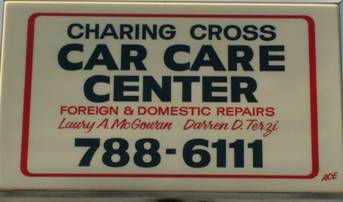 CHARING CROSS
CAR CARE
CENTER
FOREIGN & DOMESTIC REPAIRS
Laury A. McGowan Darren D. Terzi
788-6111
ACE